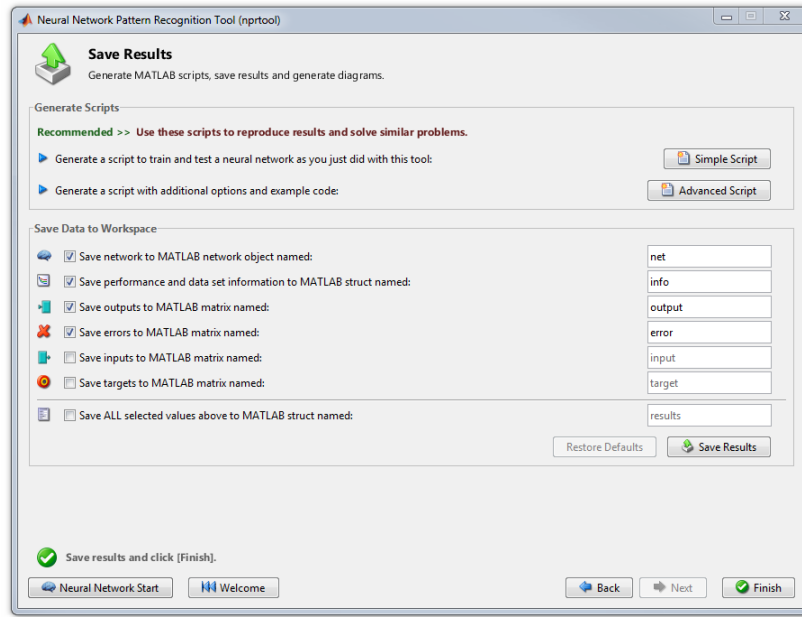 Neural Network Pattern Recognition Tool (nprtool)
Save Results
Generate MATLAB scripts, save results and generate diagrams.
Generate Scripts
Recommended >> Use these scripts to reproduce results and solve similar problems.
Generate a script to train and test a neural network as you just did with this tool: Simple Script
Generate a script with additional options and example code: Advanced Script
Save Data to Workspace
Save network to MATLAB network object named: net
Save performance and data set information to MATLAB struct named: info
Save outputs to MATLAB matrix named: output
Save errors to MATLAB matrix named: error
Save inputs to MATLAB matrix named: input
Save targets to MATLAB matrix named: target
Save ALL selected values above to MATLAB struct named: results
Restore Defaults Save Results
Save results and click [Finish].
Neural Network Start Welcome Back Next Finish